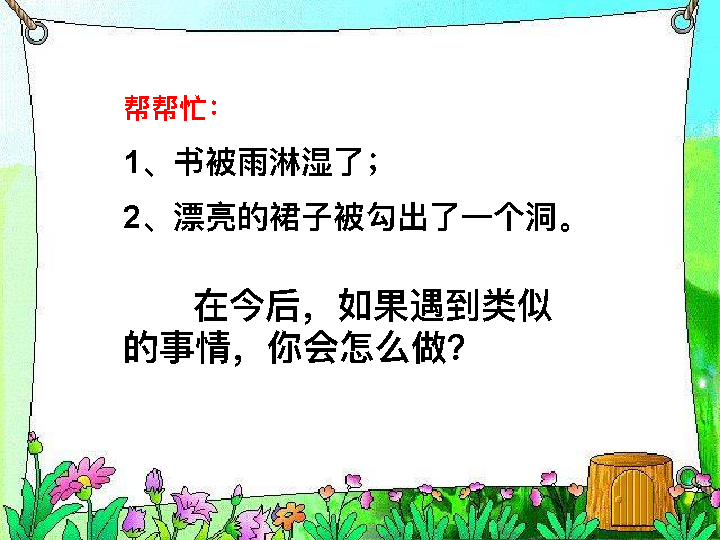 帮帮忙：
1、书被雨淋湿了；
2、漂亮的裙子被勾出了一个洞。
在今后，如果遇到类似
的事情，你会怎么做？